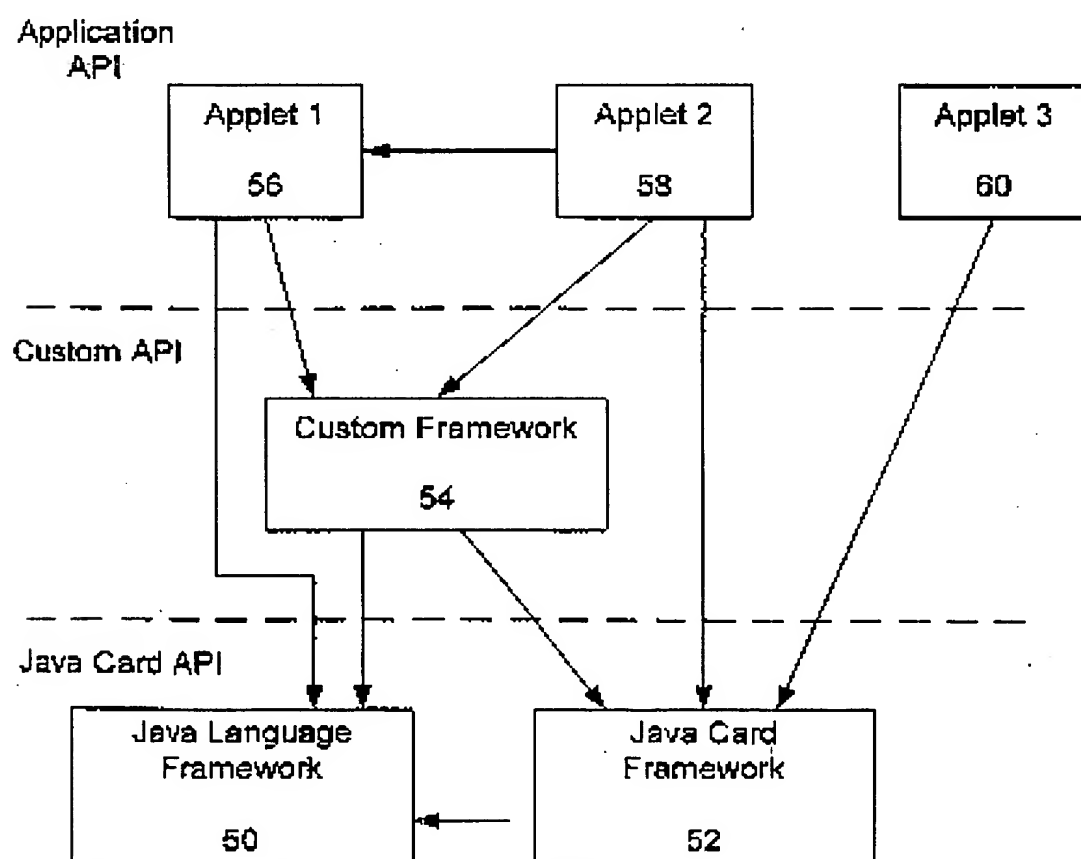 Application
API
Applet 1
56
Applet 2
58
Applet 3
60
Custom API
Custom Framework
54
Java Card API
Java Language
Framework
50
Java Card
Framework
52